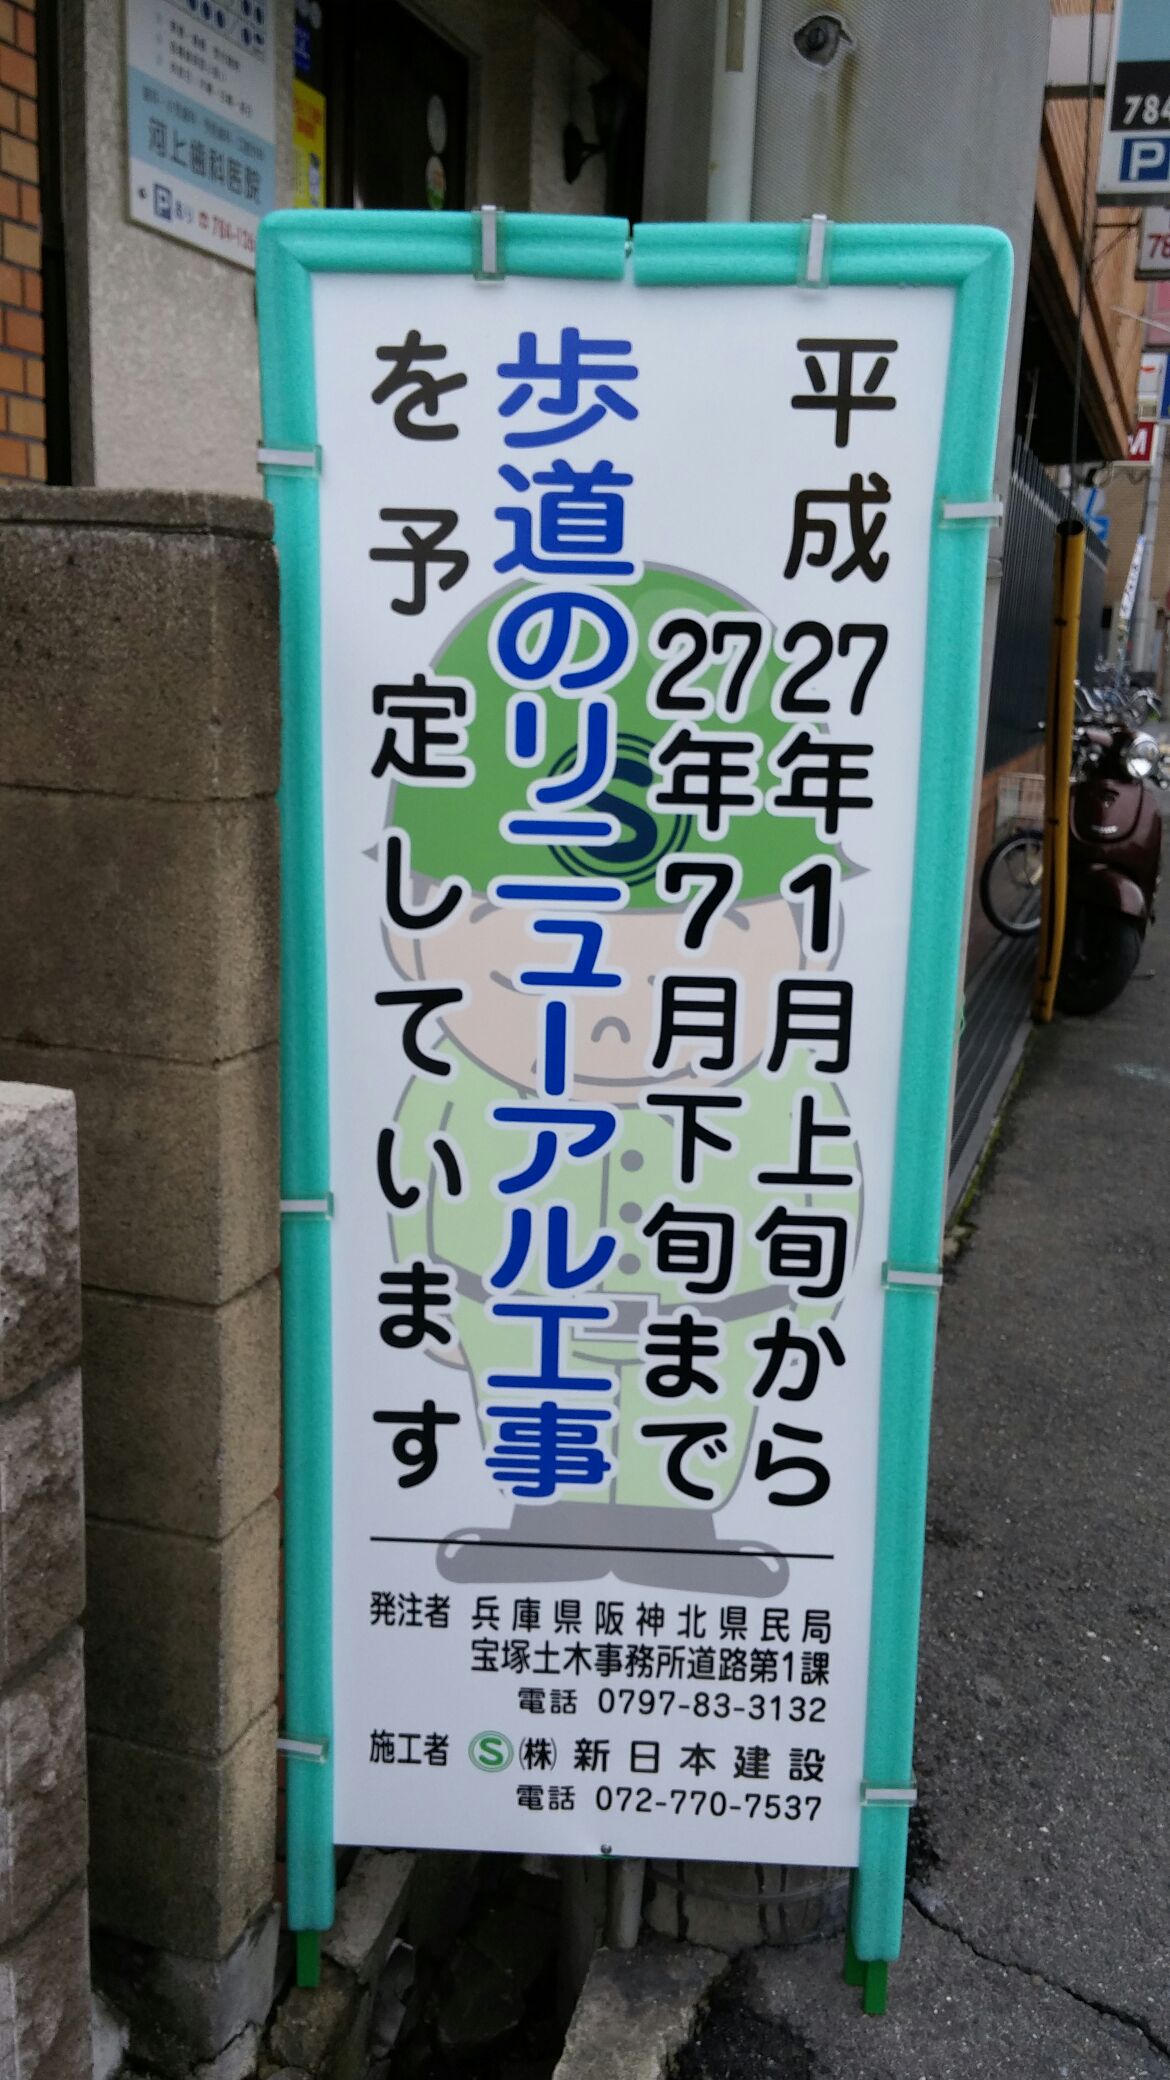 平成27年1月上旬から
27年7月下旬まで
歩道のリニューアル工事
を予定しています
発注者 兵庫県阪神北県民局
宝塚土木事務所道路第1課
電話 0797-83-3132
施工者 S (株) 新日本建設
電話 072-770-7537
S
河上歯科医院
Pあり
784
P